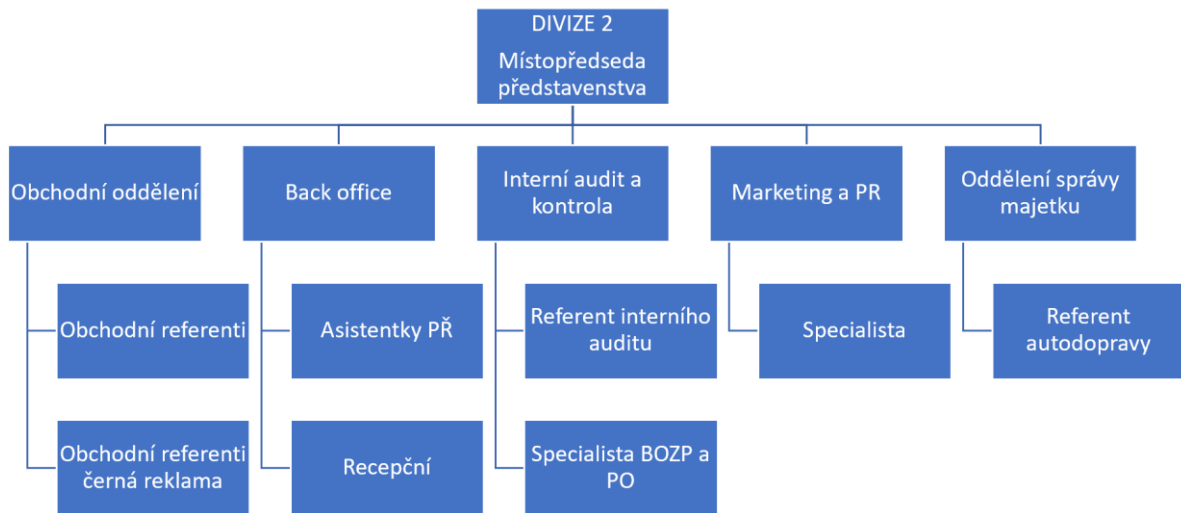 DIVIZE 2
Místopředseda
představenstva
Obchodní oddělení
Back office
Interní audit a
kontrola
Marketing a PR
Oddělení správy
majetku
Obchodní referenti
Asistentky PŘ
Referent interního
auditu
Specialista
Referent
autodopravy
Obchodní referenti
černá reklama
Recepční
Specialista BOZP a
PO